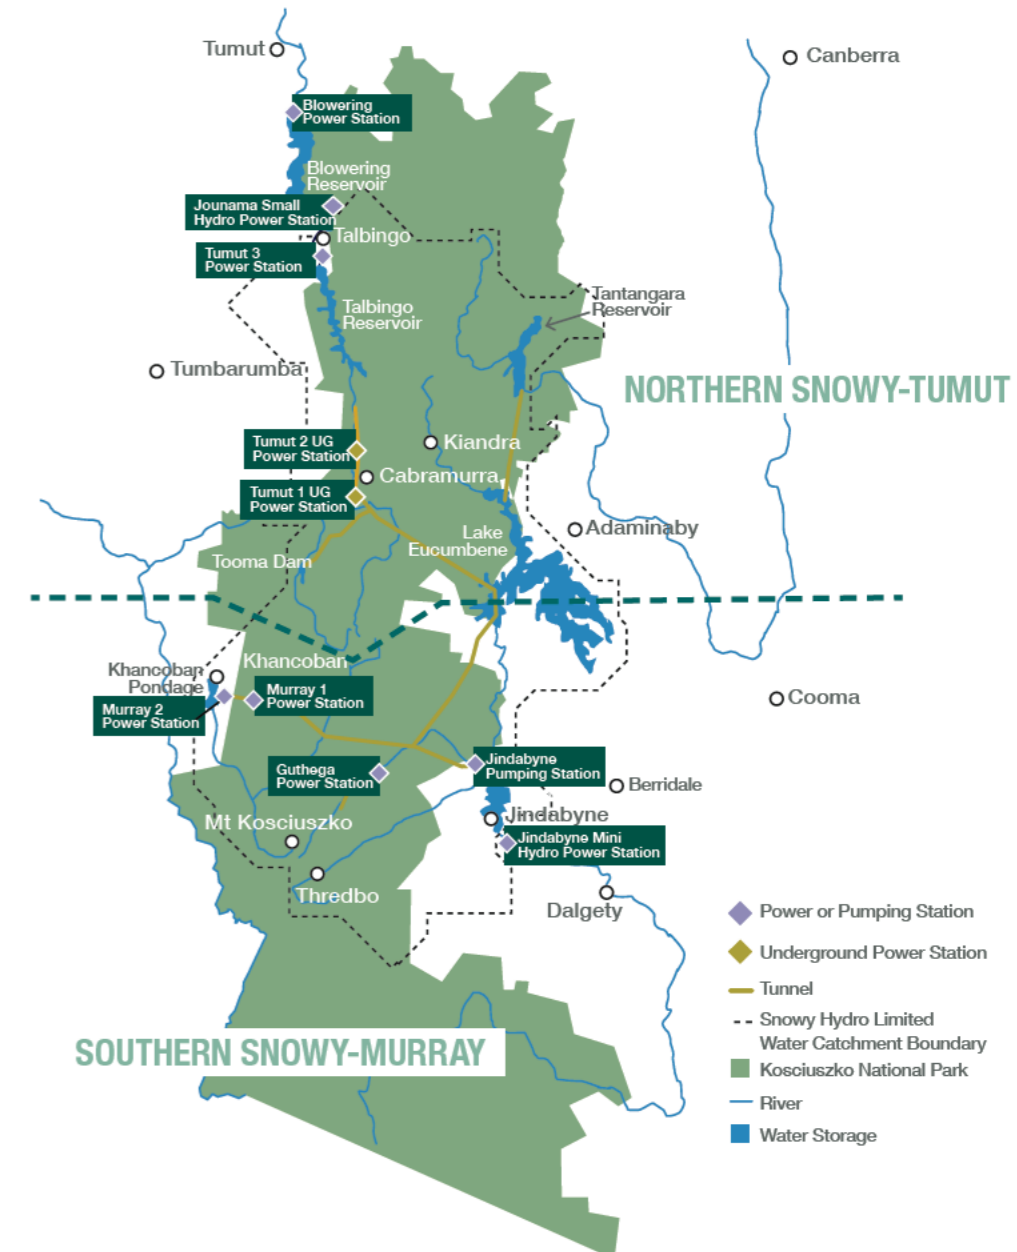 Tumut
Canberra
Blowering
Power Station
Blowering
Reservoir
Jounama Small
Hydro Power Station
Talbingo
Tumut 3
Power Station
Tantangara
Reservoir
Talbingo
Reservoir
Tumbarumba
NORTHERN SNOWY-TUMUT
Tumut 2 UG
Power Station
Kiandra
Cabramurra
Tumut 1 UG
Power Station
Lake
Eucumbene
Adaminaby
Tooma Dam
Khancoban
Khancoban
Pondage
Murray 1
Power Station
Murray 2
Power Station
Cooma
Guthega
Power Station
Jindabyne
Pumping Station
Berridale
Jindabyne
Mt Kosciuszko
Jindabyne Mini
Hydro Power Station
Thredbo
Dalgety
Power or Pumping Station
Underground Power Station
Tunnel
Snowy Hydro Limited
Water Catchment Boundary
Kosciuszko National Park
River
Water Storage
SOUTHERN SNOWY-MURRAY